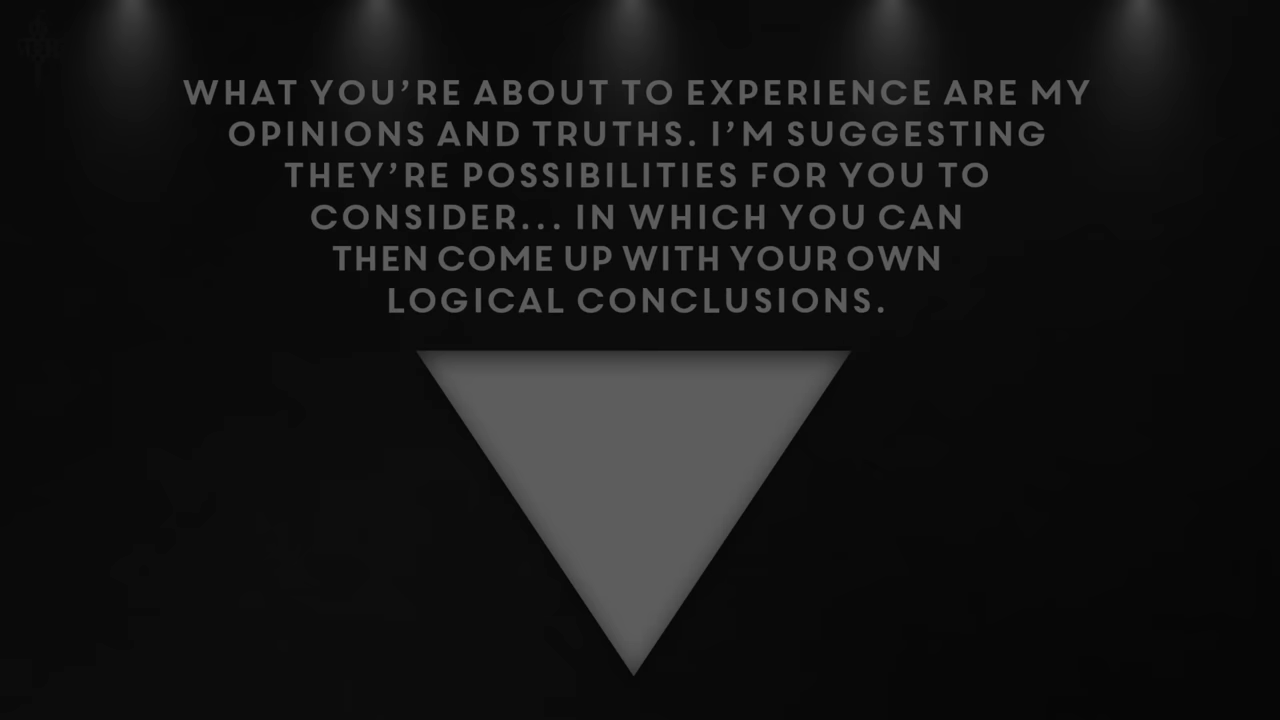 WHAT YOU’RE ABOUT TO EXPERIENCE ARE MY
OPINIONS AND TRUTHS. I’M SUGGESTING
THEY’RE POSSIBILITIES FOR YOU TO
CONSIDER... IN WHICH YOU CAN
THEN COME UP WITH YOUR OWN
LOGICAL CONCLUSIONS.